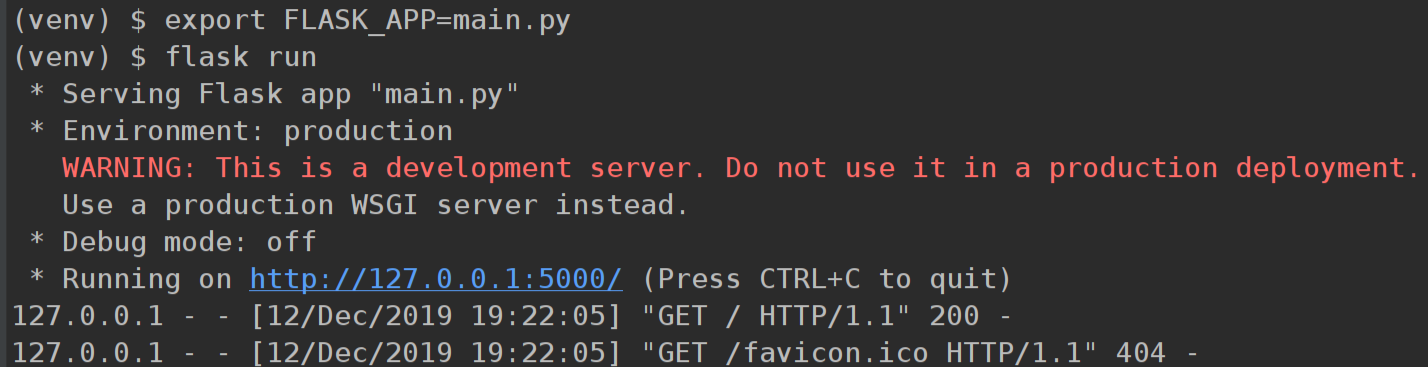 (venv) $ export FLASK_APP=main.py
(venv) $ flask run
 * Serving Flask app "main.py"
 * Environment: production
   WARNING: This is a development server. Do not use it in a production deployment.
   Use a production WSGI server instead.
 * Debug mode: off
 * Running on http://127.0.0.1:5000/ (Press CTRL+C to quit)
127.0.0.1 - - [12/Dec/2019 19:22:05] "GET / HTTP/1.1" 200 -
127.0.0.1 - - [12/Dec/2019 19:22:05] "GET /favicon.ico HTTP/1.1" 404 -